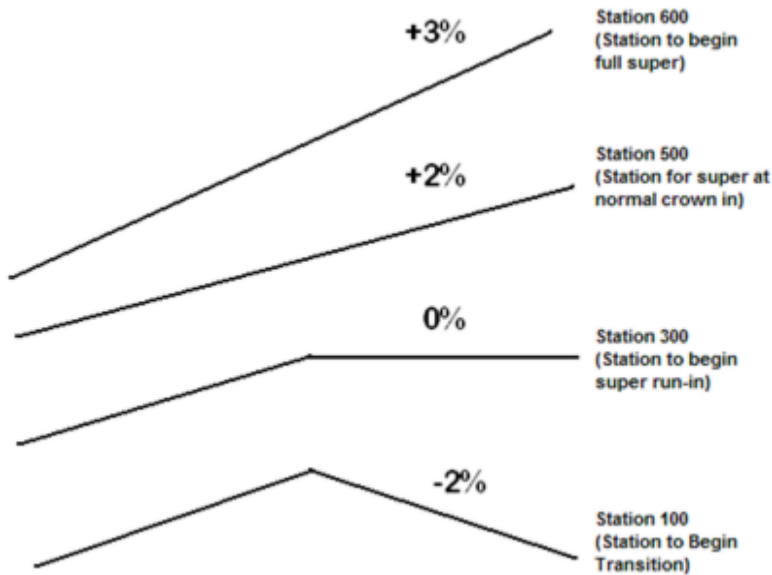 +3%
Station 600
(Station to begin
full super)
+2%
Station 500
(Station for super at
normal crown in)
0%
Station 300
(Station to begin
super run-in)
-2%
Station 100
(Station to Begin
Transition)